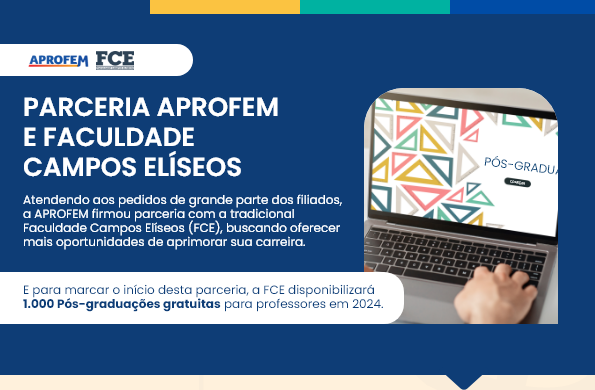 APROFEM FCE
PARCERIA APROFEM
E FACULDADE
CAMPOS ELÍSEOS
PÓS-GRADUA
Atendendo aos pedidos de grande parte dos filiados,
a APROFEM firmou parceria com a tradicional
Faculdade Campos Elíseos (FCE), buscando oferecer
mais oportunidades de aprimorar sua carreira.
E para marcar o início desta parceria, a FCE disponibilizará
1.000 Pós-graduações gratuitas para professores em 2024.